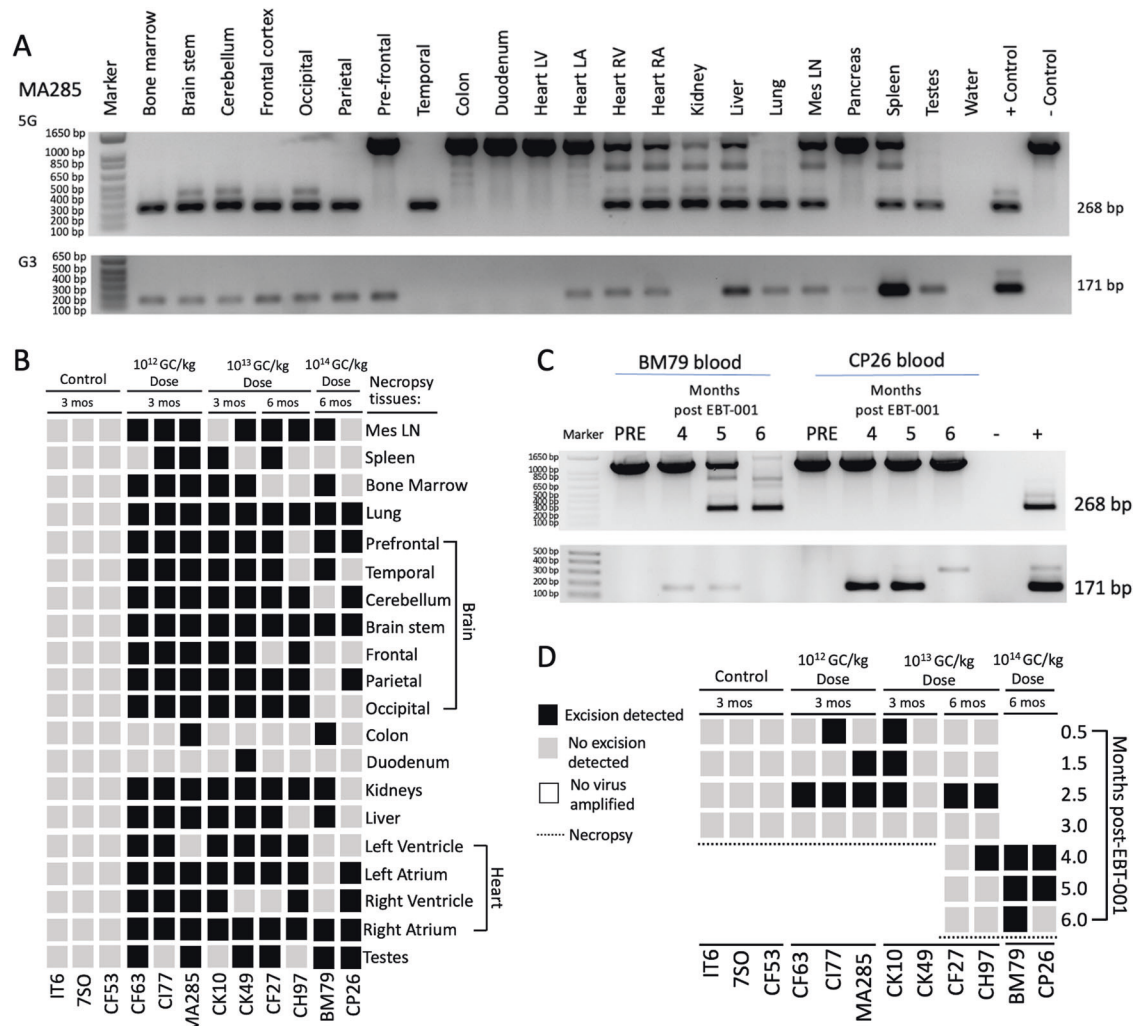 A
MA285
Marker
Bone marrow
Brain stem
Cerebellum
Frontal cortex
Occipital
Parietal
Pre-frontal
Temporal
Colon
Duodenum
Heart LV
Heart LA
Heart RV
Heart RA
Kidney
Liver
Lung
Mes LN
Pancreas
Spleen
Testes
Water
+ Control
- Control
5G
1650 bp
1000 bp
850 bp
650 bp
500 bp
400 bp
300 bp
200 bp
100 bp
268 bp
G3
650 bp
500 bp
400 bp
300 bp
200 bp
100 bp
171 bp
B
Control
10¹² GC/kg Dose
10¹³ GC/kg Dose
10¹⁴ GC/kg Dose
Necropsy tissues:
3 mos
3 mos
3 mos
6 mos
6 mos
Mes LN
Spleen
Bone Marrow
Lung
Prefrontal
Temporal
Cerebellum
Brain stem
Frontal
Parietal
Occipital
Brain
Colon
Duodenum
Kidneys
Liver
Left Ventricle
Left Atrium
Right Ventricle
Right Atrium
Heart
Testes
IT6
7SO
CF53
CF63
CI77
MA285
CK10
CK49
CF27
CH97
BM79
CP26
C
BM79 blood
CP26 blood
Months post EBT-001
Months post EBT-001
Marker PRE 4 5 6 PRE 4 5 6 - +
1650 bp
1000 bp
850 bp
650 bp
500 bp
400 bp
300 bp
200 bp
100 bp
268 bp
500 bp
400 bp
300 bp
200 bp
100 bp
171 bp
D
Excision detected
No excision detected
No virus amplified
Necropsy
Control
10¹² GC/kg Dose
10¹³ GC/kg Dose
10¹⁴ GC/kg Dose
3 mos
3 mos
3 mos
6 mos
6 mos
0.5
1.5
2.5
3.0
4.0
5.0
6.0
Months post-EBT-001
IT6
7SO
CF53
CF63
CI77
MA285
CK10
CK49
CF27
CH97
BM79
CP26